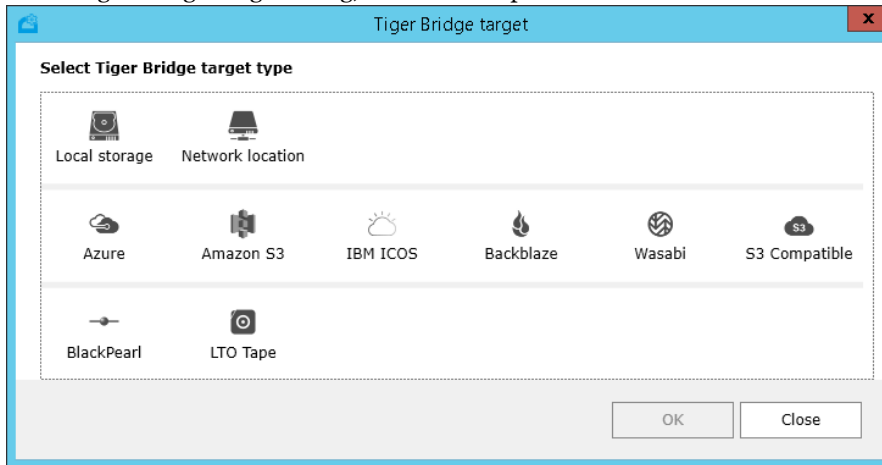 Tiger Bridge target
x
Select Tiger Bridge target type
Local storage Network location
Azure Amazon S3 IBM ICOS Backblaze Wasabi S3 Compatible
S3
BlackPearl LTO Tape
OK Close